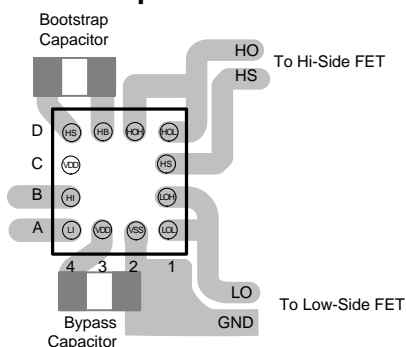 Bootstrap
Capacitor
HO
To Hi-Side FET
HS
D HS HB HOH HOL
C VDD HS
B HI LOH
A LI VDD VSS LOL
4 3 2 1
LO
To Low-Side FET
GND
Bypass
Capacitor